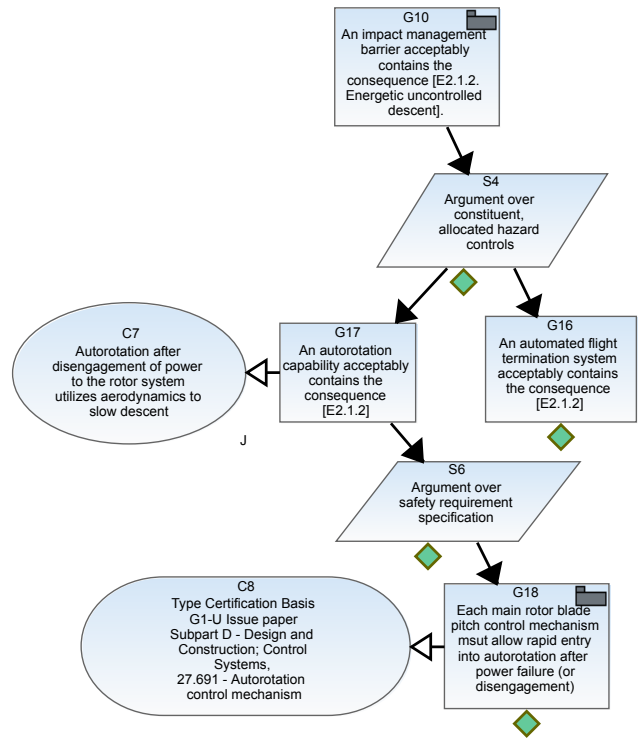 G10
An impact management
barrier acceptably
contains the
consequence [E2.1.2.
Energetic uncontrolled
descent].
S4
Argument over
constituent,
allocated hazard
controls
C7
Autorotation after
disengagement of power
to the rotor system
utilizes aerodynamics to
slow descent
J
G17
An autorotation
capability acceptably
contains the
consequence
[E2.1.2]
G16
An automated flight
termination system
acceptably contains
the consequence
[E2.1.2]
S6
Argument over
safety requirement
specification
C8
Type Certification Basis
G1-U Issue paper
Subpart D - Design and
Construction; Control
Systems,
27.691 - Autorotation
control mechanism
G18
Each main rotor blade
pitch control mechanism
msut allow rapid entry
into autorotation after
power failure (or
disengagement)